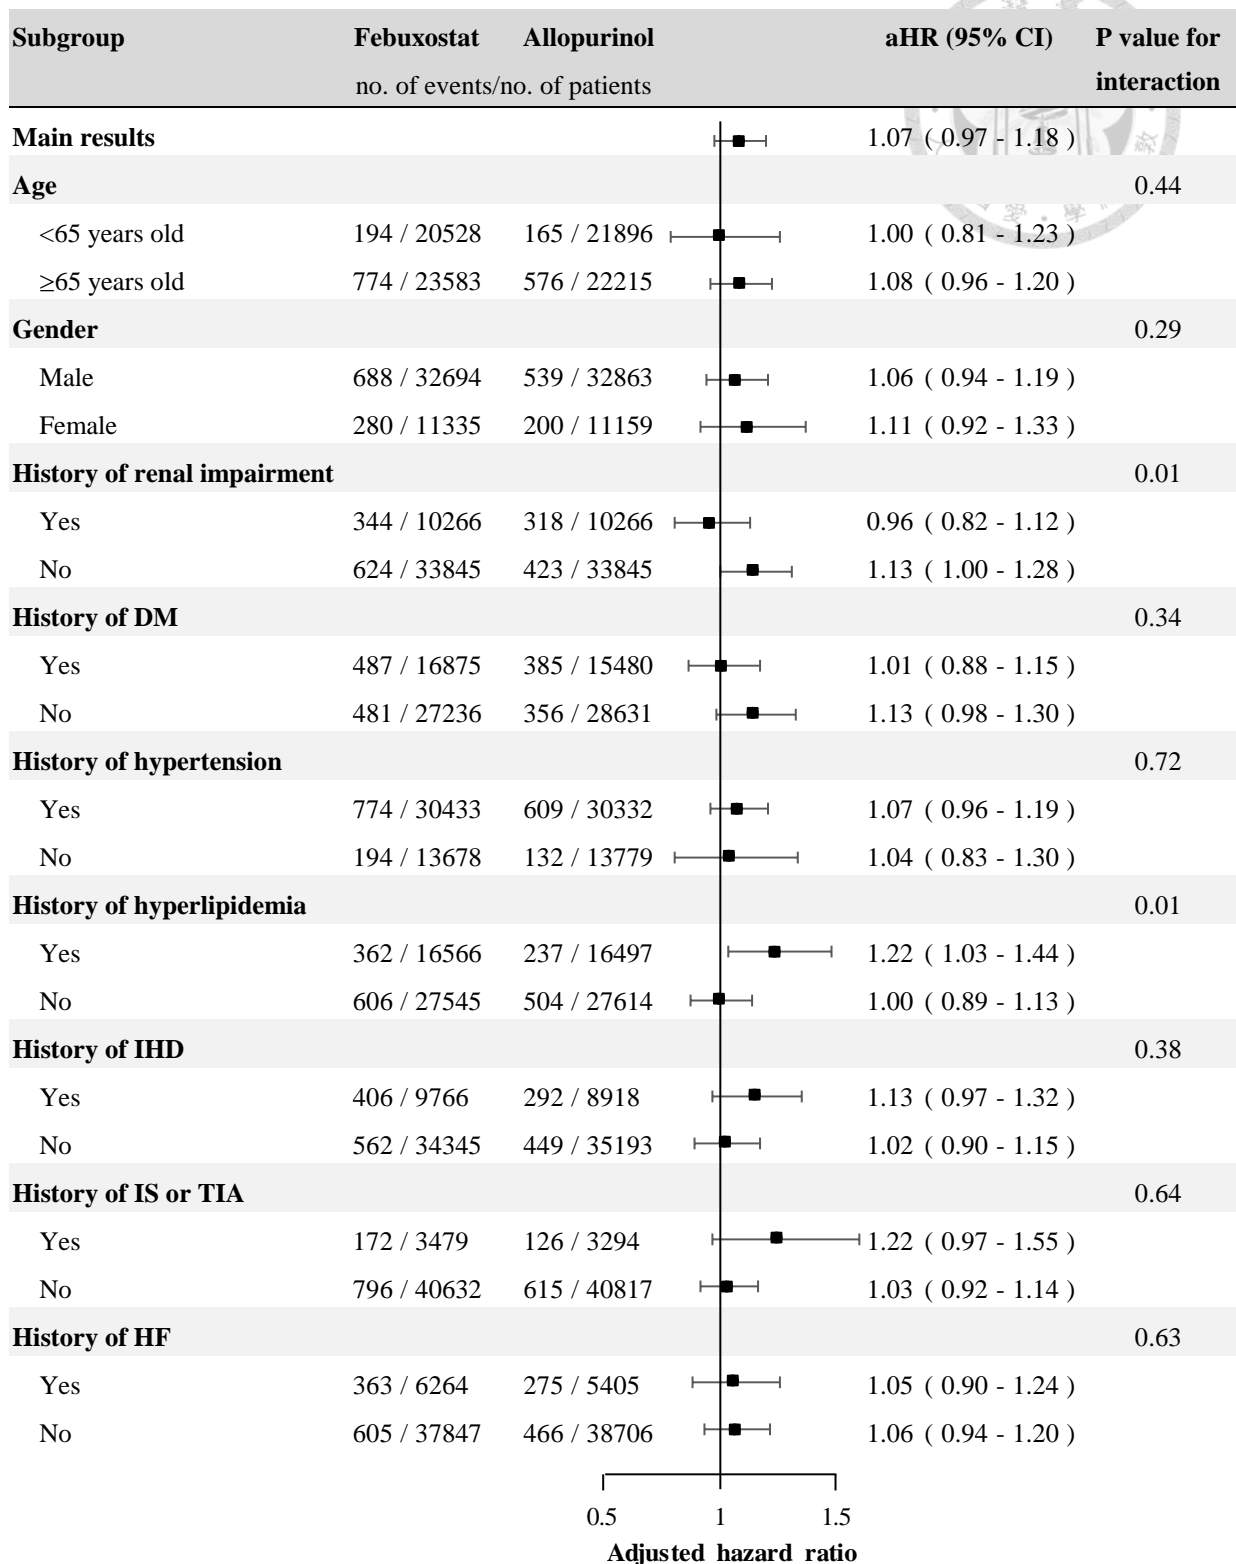 Subgroup Febuxostat Allopurinol aHR (95% CI) P value for
no. of events/no. of patients interaction
Main results 1.07 ( 0.97 - 1.18 )
Age 0.44
<65 years old 194 / 20528 165 / 21896 1.00 ( 0.81 - 1.23 )
≥65 years old 774 / 23583 576 / 22215 1.08 ( 0.96 - 1.20 )
Gender 0.29
Male 688 / 32694 539 / 32863 1.06 ( 0.94 - 1.19 )
Female 280 / 11335 200 / 11159 1.11 ( 0.92 - 1.33 )
History of renal impairment 0.01
Yes 344 / 10266 318 / 10266 0.96 ( 0.82 - 1.12 )
No 624 / 33845 423 / 33845 1.13 ( 1.00 - 1.28 )
History of DM 0.34
Yes 487 / 16875 385 / 15480 1.01 ( 0.88 - 1.15 )
No 481 / 27236 356 / 28631 1.13 ( 0.98 - 1.30 )
History of hypertension 0.72
Yes 774 / 30433 609 / 30332 1.07 ( 0.96 - 1.19 )
No 194 / 13678 132 / 13779 1.04 ( 0.83 - 1.30 )
History of hyperlipidemia 0.01
Yes 362 / 16566 237 / 16497 1.22 ( 1.03 - 1.44 )
No 606 / 27545 504 / 27614 1.00 ( 0.89 - 1.13 )
History of IHD 0.38
Yes 406 / 9766 292 / 8918 1.13 ( 0.97 - 1.32 )
No 562 / 34345 449 / 35193 1.02 ( 0.90 - 1.15 )
History of IS or TIA 0.64
Yes 172 / 3479 126 / 3294 1.22 ( 0.97 - 1.55 )
No 796 / 40632 615 / 40817 1.03 ( 0.92 - 1.14 )
History of HF 0.63
Yes 363 / 6264 275 / 5405 1.05 ( 0.90 - 1.24 )
No 605 / 37847 466 / 38706 1.06 ( 0.94 - 1.20 )
0.5 1 1.5
Adjusted hazard ratio